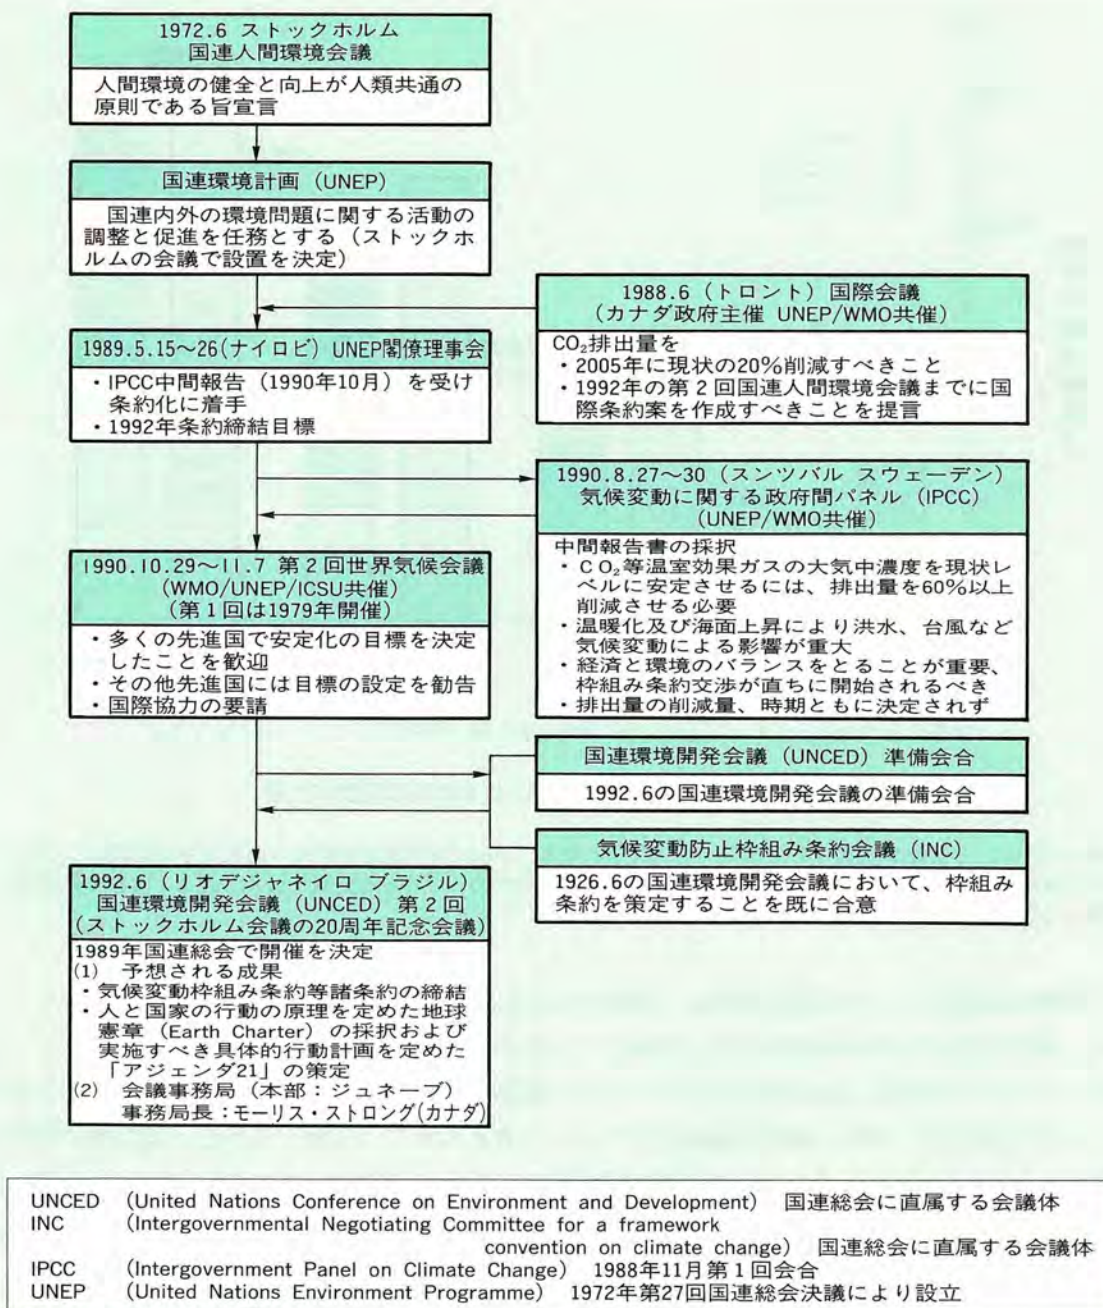 1972.6 ストックホルム
国連人間環境会議
人間環境の健全と向上が人類共通の
原則である旨宣言
国連環境計画 (UNEP)
国連内外の環境問題に関する活動の
調整と促進を任務とする (ストックホ
ルムの会議で設置を決定)
1988.6 (トロント) 国際会議
(カナダ政府主催 UNEP/WMO共催)
CO₂排出量を
・2005年に現状の20%削減すべきこと
・1992年の第2回国連人間環境会議までに国
際条約案を作成すべきことを提言
1989.5.15～26(ナイロビ) UNEP閣僚理事会
・IPCC中間報告 (1990年10月) を受け
条約化に着手
・1992年条約締結目標
1990.8.27～30 (スンツバル スウェーデン)
気候変動に関する政府間パネル (IPCC)
(UNEP/WMO共催)
中間報告書の採択
・CO₂等温室効果ガスの大気中濃度を現状レ
ベルに安定させるには、排出量を60%以上
削減させる必要
・温暖化及び海面上昇により洪水、台風など
気候変動による影響が重大
・経済と環境のバランスをとることが重要、
枠組み条約交渉が直ちに開始されるべき
・排出量の削減量、時期ともに決定されず
1990.10.29～11.7 第2回世界気候会議
(WMO/UNEP/ICSU共催)
(第1回は1979年開催)
・多くの先進国で安定化の目標を決定
したことを歓迎
・その他先進国には目標の設定を勧告
・国際協力の要請
国連環境開発会議 (UNCED) 準備会合
1992.6の国連環境開発会議の準備会合
気候変動防止枠組み条約会議 (INC)
1926.6の国連環境開発会議において、枠組み
条約を策定することを既に合意
1992.6 (リオデジャネイロ ブラジル)
国連環境開発会議 (UNCED) 第2回
(ストックホルム会議の20周年記念会議)
1989年国連総会で開催を決定
(1) 予想される成果
・気候変動枠組み条約等諸条約の締結
・人と国家の行動の原理を定めた地球
憲章 (Earth Charter) の採択および
実施すべき具体的行動計画を定めた
「アジェンダ21」の策定
(2) 会議事務局 (本部：ジュネーブ)
事務局長：モーリス・ストロング(カナダ)
UNCED (United Nations Conference on Environment and Development) 国連総会に直属する会議体
INC (Intergovernmental Negotiating Committee for a framework
convention on climate change) 国連総会に直属する会議体
IPCC (Intergovernment Panel on Climate Change) 1988年11月第1回会合
UNEP (United Nations Environment Programme) 1972年第27回国連総会決議により設立